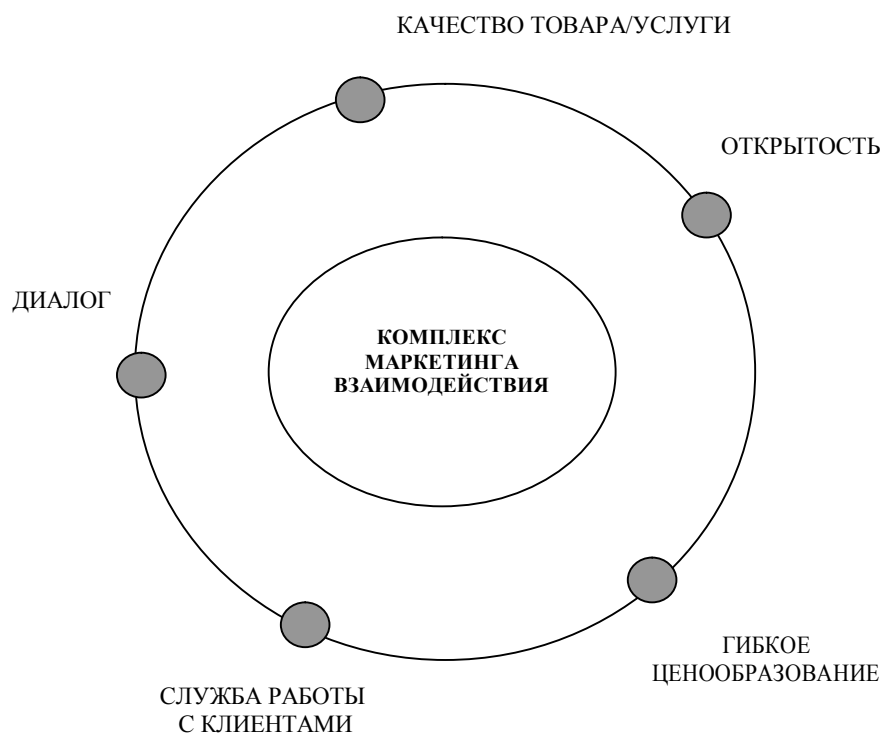 КАЧЕСТВО ТОВАРА/УСЛУГИ
ОТКРЫТОСТЬ
ДИАЛОГ
КОМПЛЕКС
МАРКЕТИНГА
ВЗАИМОДЕЙСТВИЯ
ГИБКОЕ
ЦЕНООБРАЗОВАНИЕ
СЛУЖБА РАБОТЫ
С КЛИЕНТАМИ